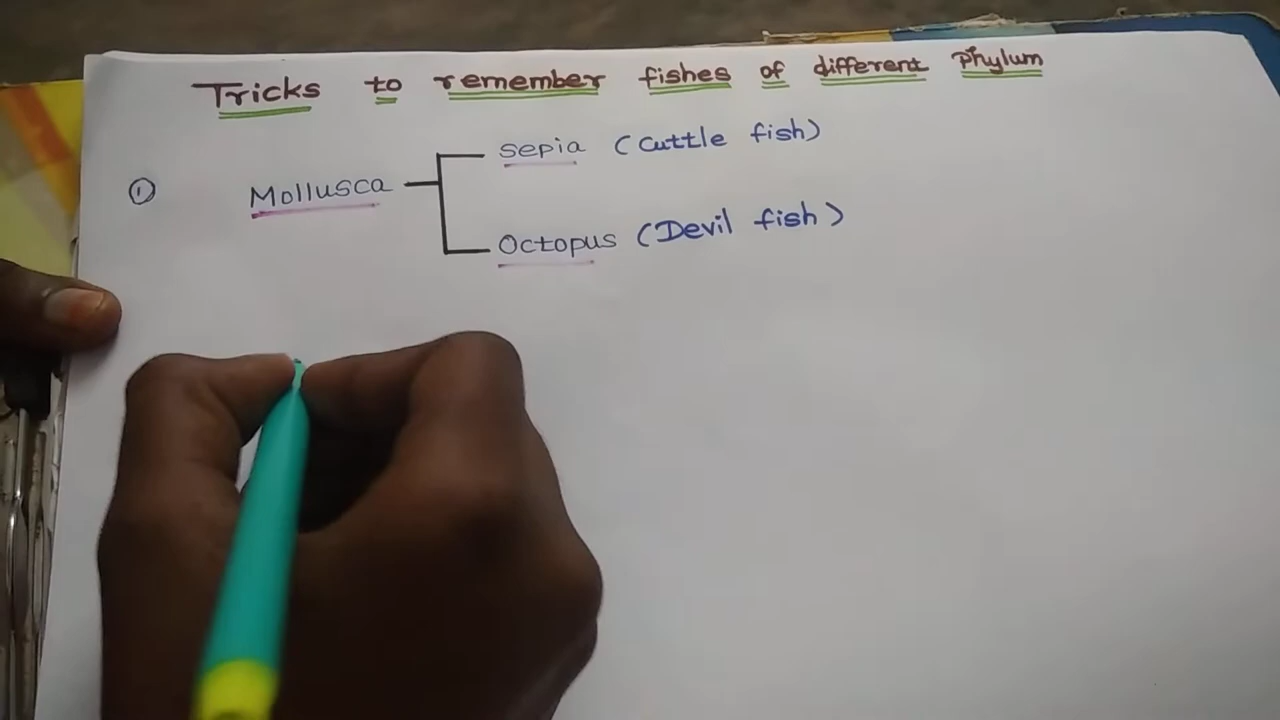 Tricks to remember fishes of different Phylum
① Mollusca
Sepia (Cuttle fish)
Octopus (Devil fish)